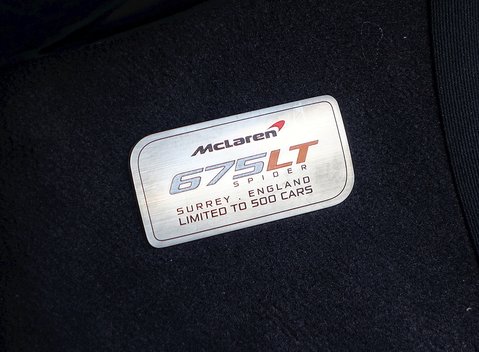 McLaren
675LT
SPIDER
SURREY . ENGLAND
LIMITED TO 500 CARS